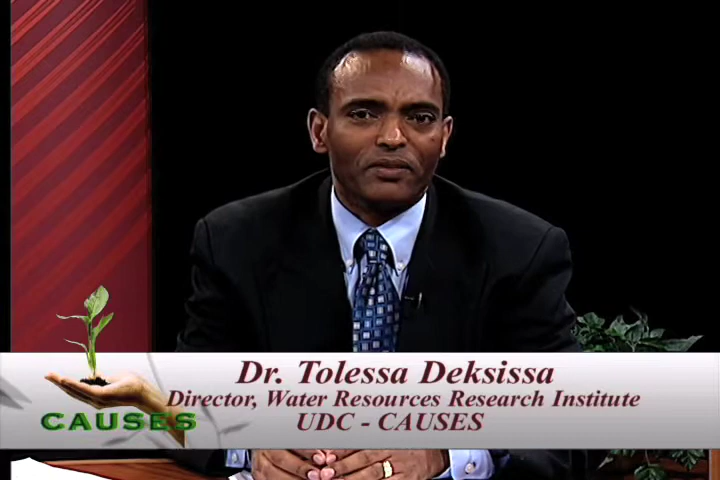 Dr. Tolessa Deksissa
Director, Water Resources Research Institute
UDC - CAUSES
CAUSES